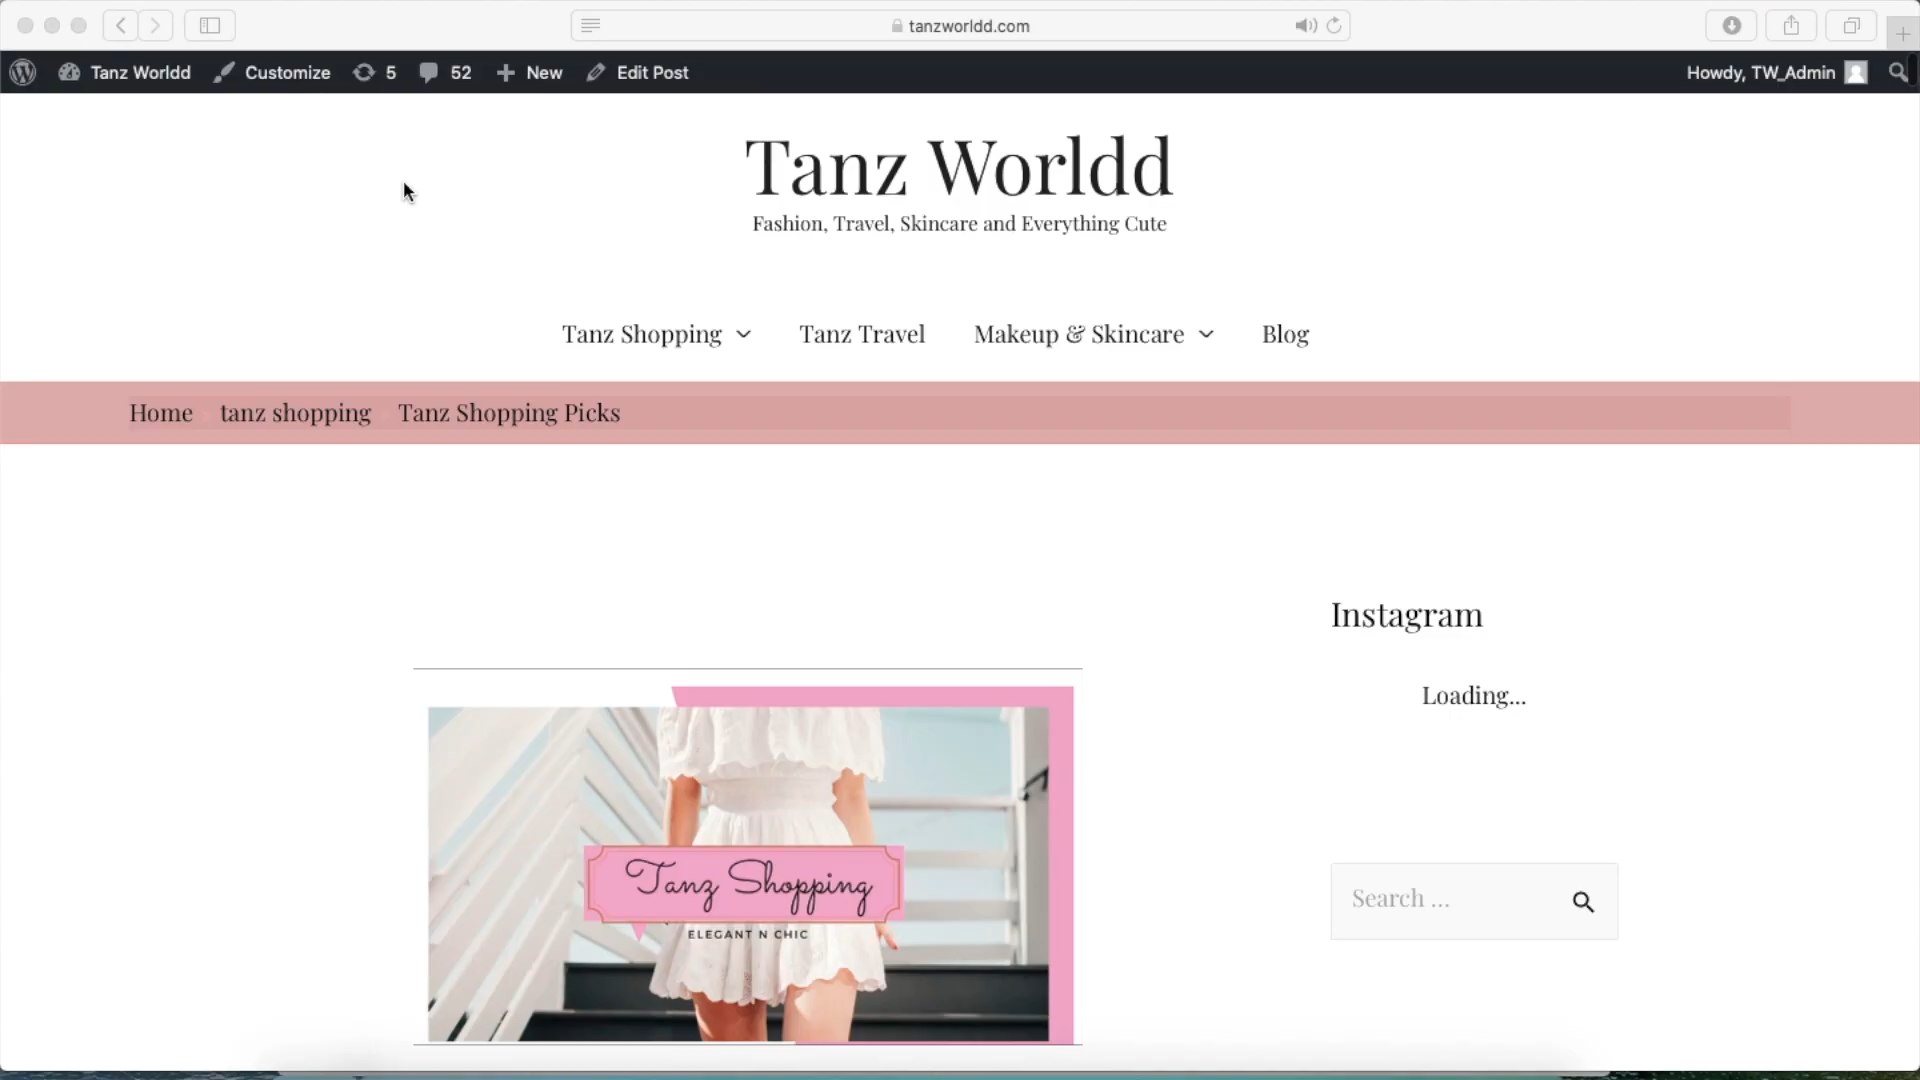 tanzworldd.com
Tanz Worldd Customize 5 52 New Edit Post Howdy, TW_Admin
Tanz Worldd
Fashion, Travel, Skincare and Everything Cute
Tanz Shopping Tanz Travel Makeup & Skincare Blog
Home tanz shopping Tanz Shopping Picks
Instagram
Loading...
Tanz Shopping
ELEGANT N CHIC
Search ...